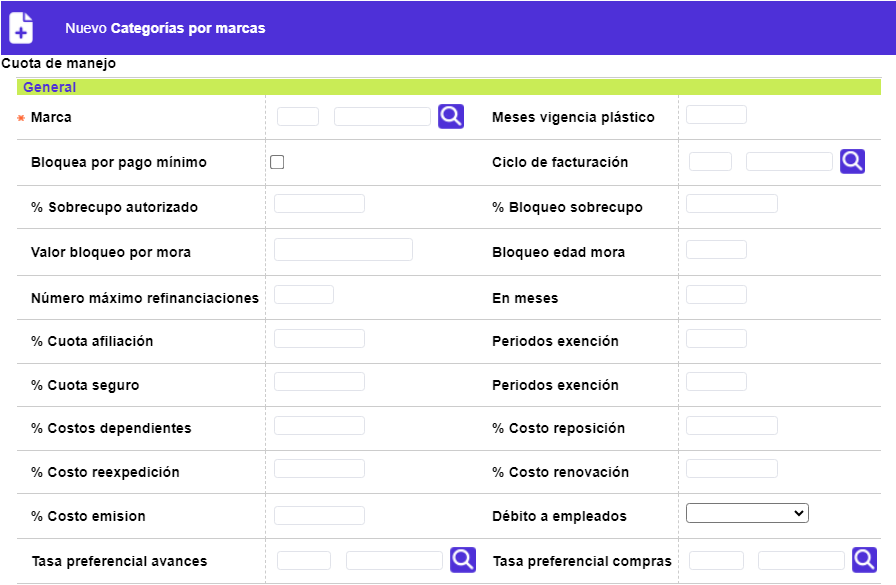 Nuevo Categorías por marcas
Cuota de manejo
General
* Marca
Meses vigencia plástico
Bloquea por pago mínimo
Ciclo de facturación
% Sobrecupo autorizado
% Bloqueo sobrecupo
Valor bloqueo por mora
Bloqueo edad mora
Número máximo refinanciaciones
En meses
% Cuota afiliación
Periodos exención
% Cuota seguro
Periodos exención
% Costos dependientes
% Costo reposición
% Costo reexpedición
% Costo renovación
% Costo emision
Débito a empleados
Tasa preferencial avances
Tasa preferencial compras